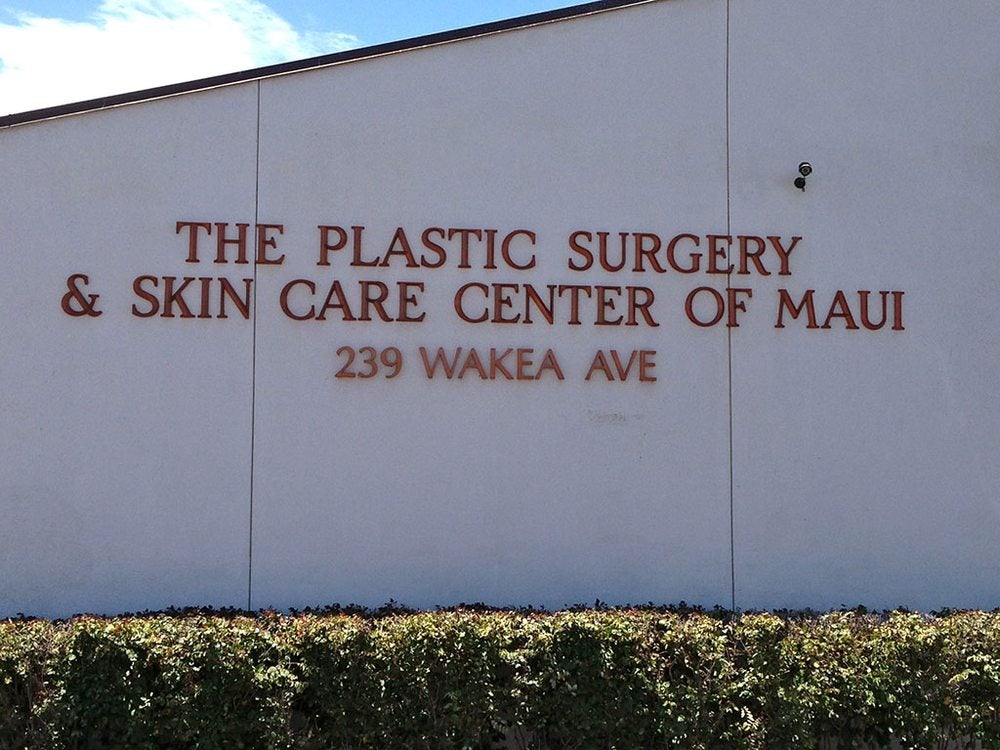 THE PLASTIC SURGERY
& SKIN CARE CENTER OF MAUI
239 WAKEA AVE